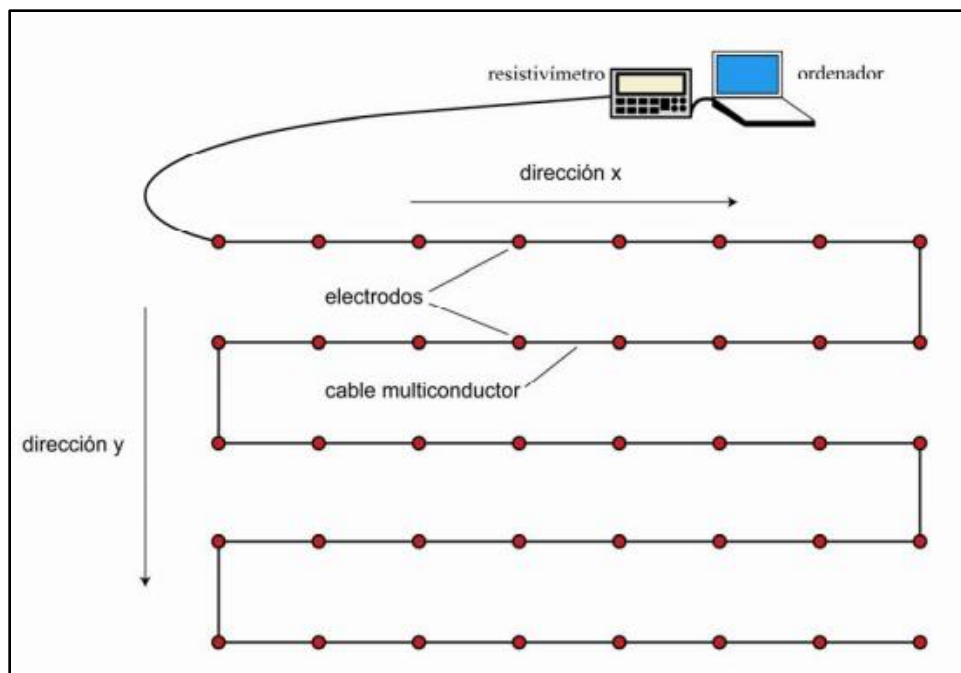 resistivímetro
ordenador
dirección x
electrodos
cable multiconductor
dirección y